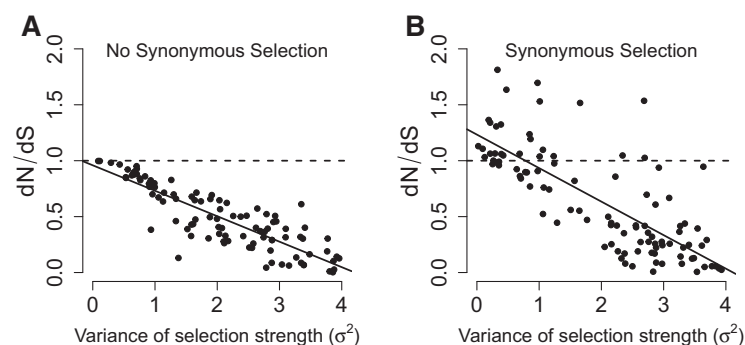 A
No Synonymous Selection
dN/dS
2.0
1.5
1.0
0.5
0.0
0 1 2 3 4
Variance of selection strength (σ²)
B
Synonymous Selection
dN/dS
2.0
1.5
1.0
0.5
0.0
0 1 2 3 4
Variance of selection strength (σ²)